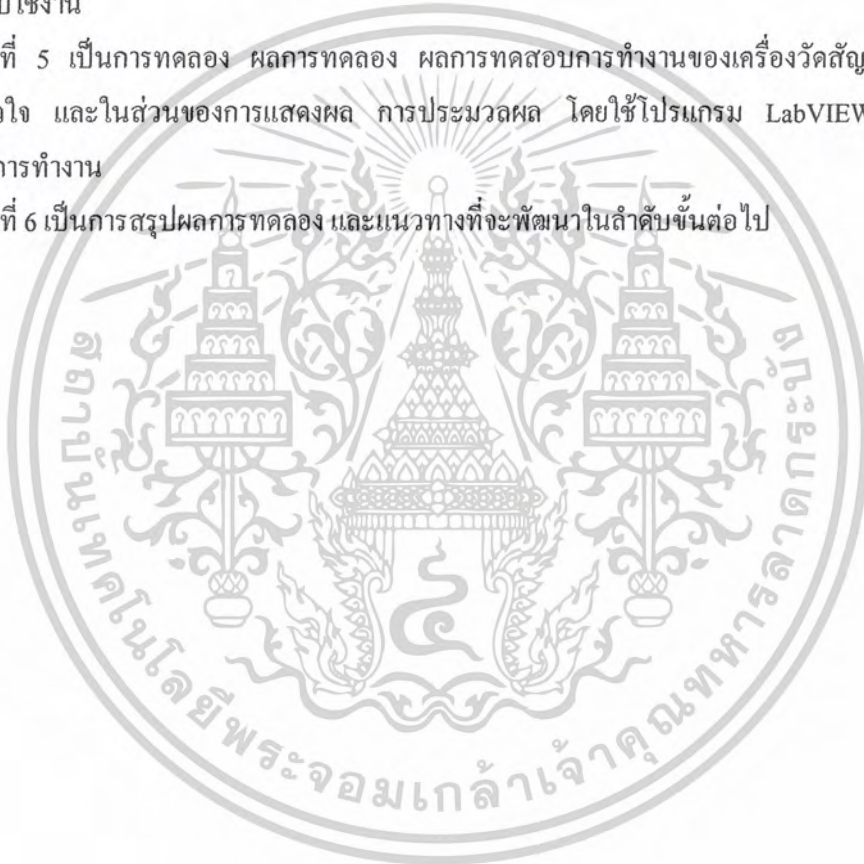 ที่ 5 เป็นการทดลอง ผลการทดลอง ผลการทดสอบการทำงานของเครื่องวัดสัญ
และในส่วนของการแสดงผล การประมวลผล โดยใช้โปรแกรม LabVIEW
การทำงาน
ที่ 6 เป็นการสรุปผลการทดลอง และแนวทางที่จะพัฒนาในลำดับขั้นต่อไป
สถาบันเทคโนโลยีพระจอมเกล้าเจ้าคุณทหารลาดกระบัง